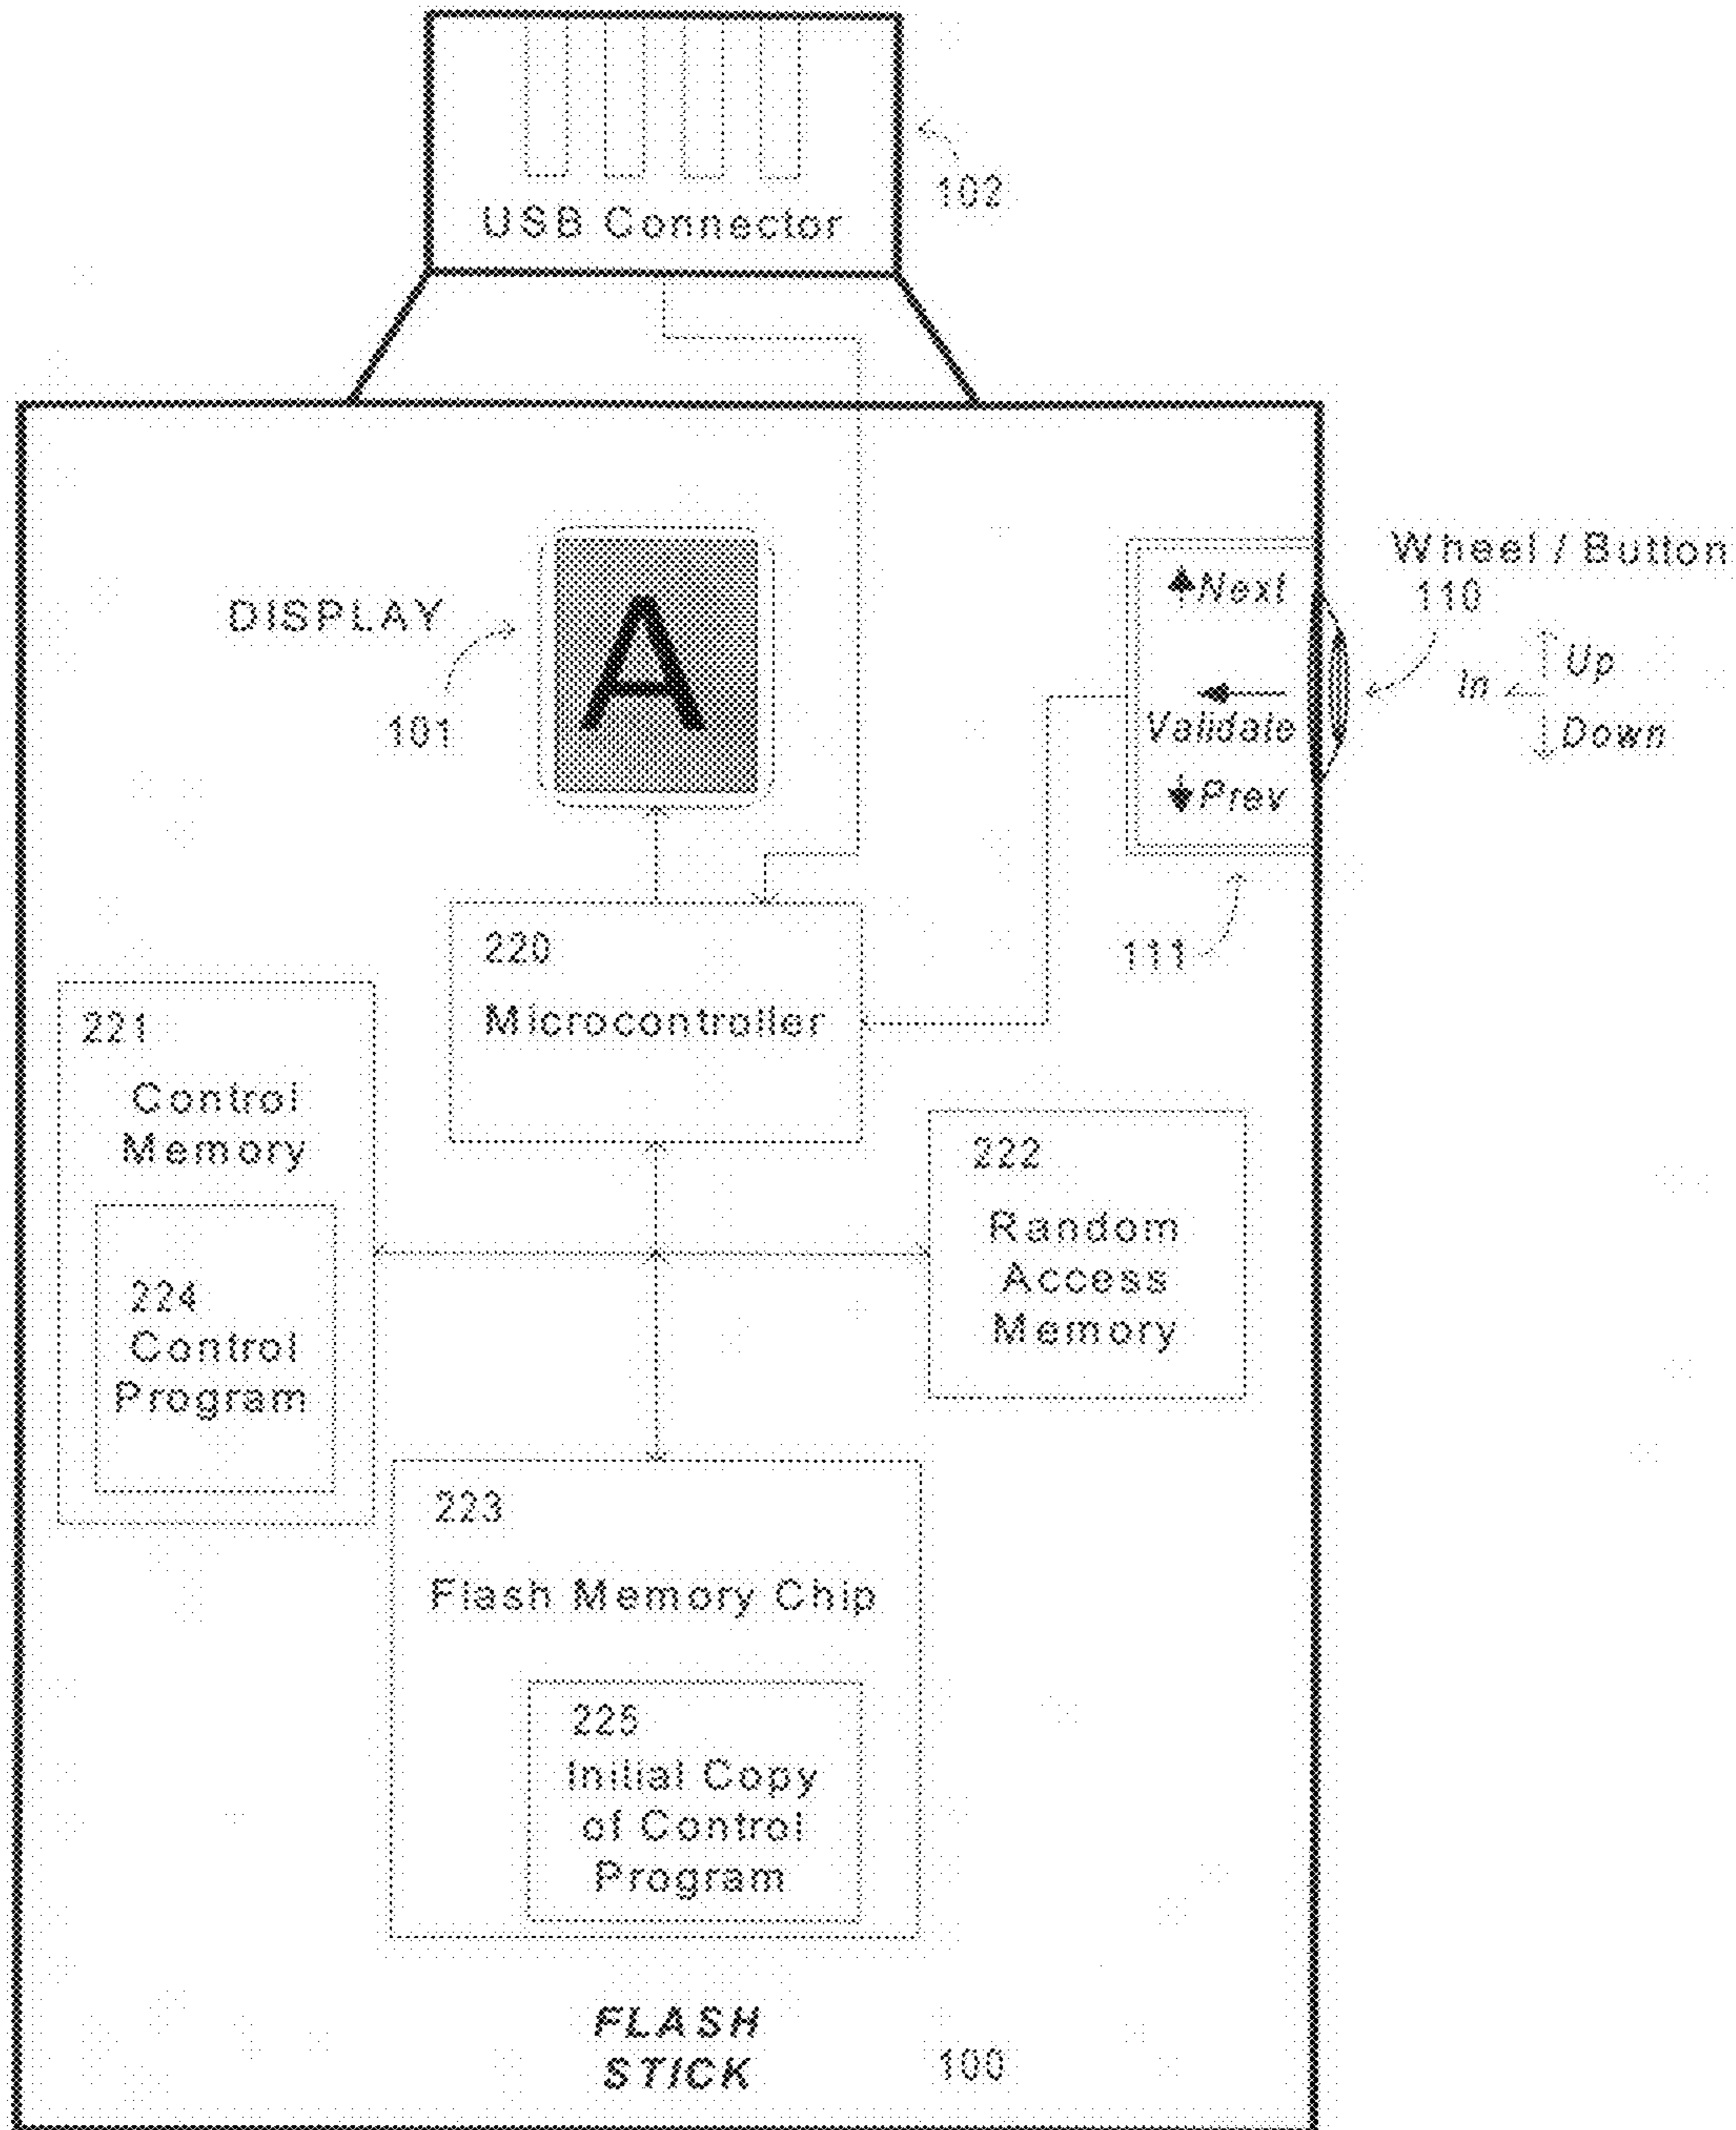 USB Connector
102
DISPLAY
101
A
Next
Validate
Prev
Wheel / Button
110
Up
In
Down
111
220
Microcontroller
221
Control
Memory
224
Control
Program
222
Random
Access
Memory
223
Flash Memory Chip
225
Initial Copy
of Control
Program
FLASH
STICK
100